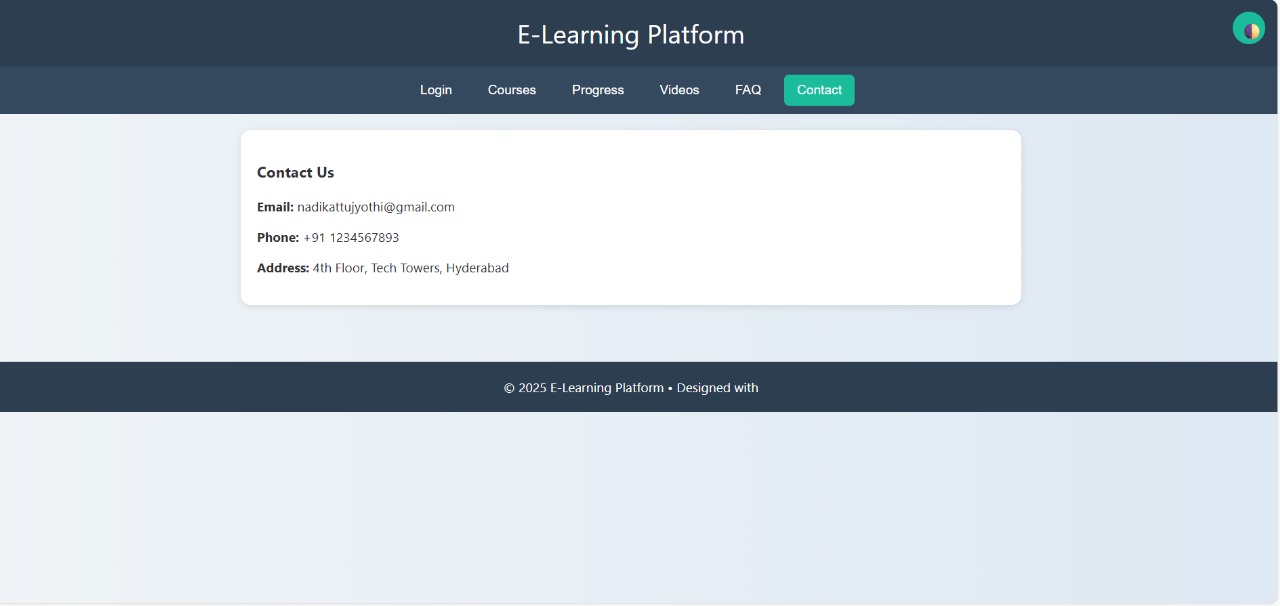 E-Learning Platform
Login Courses Progress Videos FAQ Contact
Contact Us
Email: nadikattujyothi@gmail.com
Phone: +91 1234567893
Address: 4th Floor, Tech Towers, Hyderabad
© 2025 E-Learning Platform • Designed with